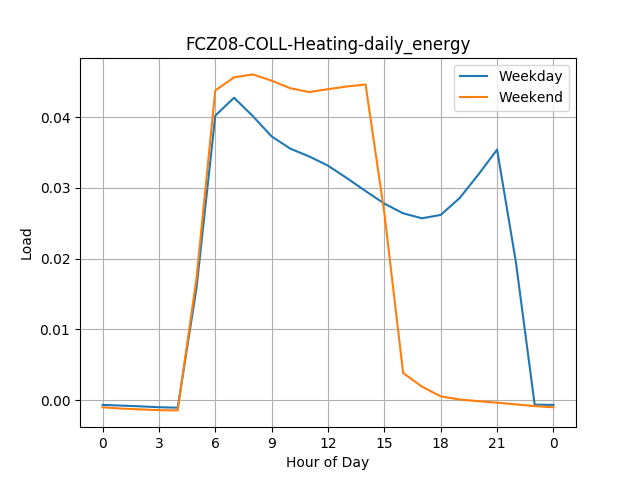 FCZ08-COLL-Heating-daily_energy
Weekday
Weekend
Load
0.04
0.03
0.02
0.01
0.00
0 3 6 9 12 15 18 21 0
Hour of Day